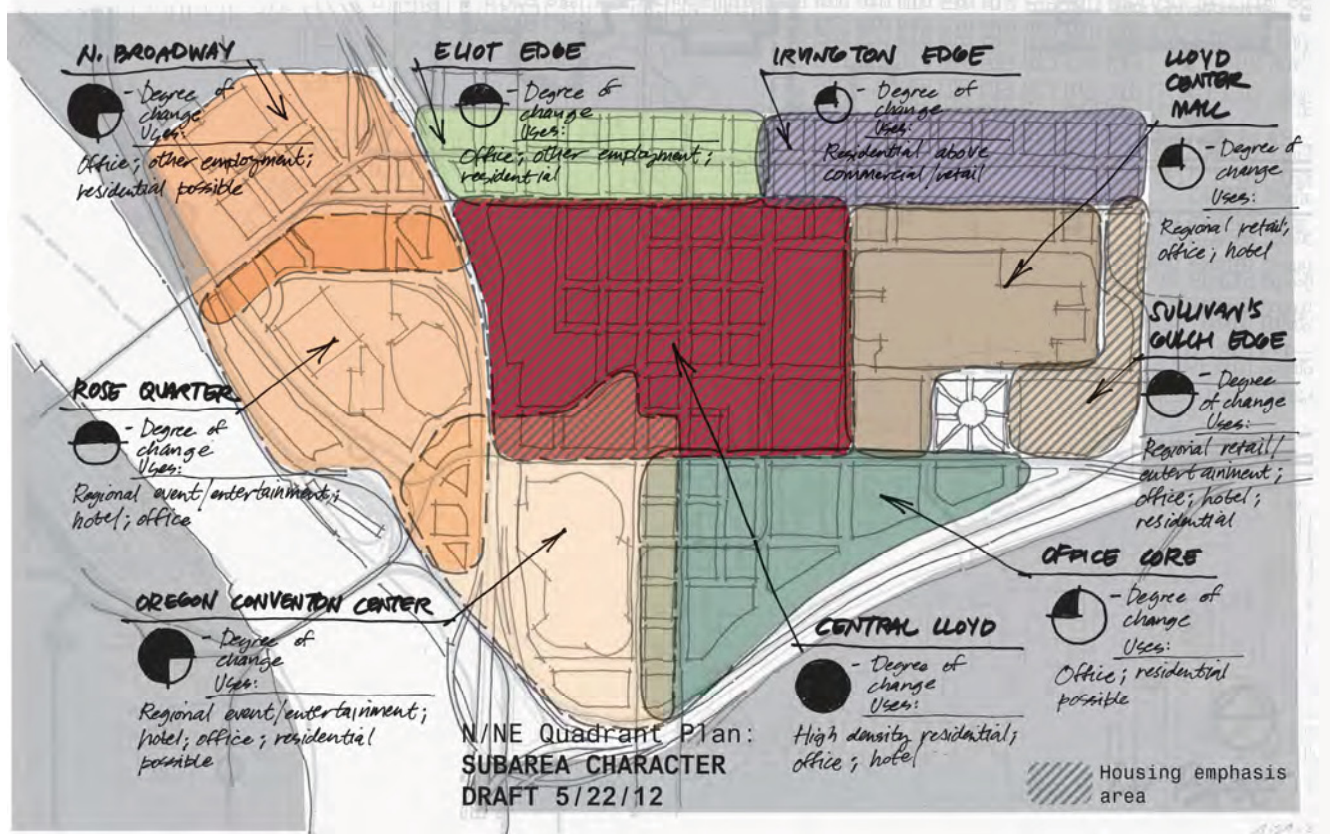 N. BROADWAY
- Degree of
change
Uses:
Office; other employment;
residential possible
ELIOT EDGE
- Degree of
change
Uses:
Office; other employment;
residential
IRVINGTON EDGE
- Degree of
change
Uses:
Residential above
commercial/retail
LLOYD
CENTER
MALL
- Degree of
change
Uses:
Regional retail;
office; hotel
SULLIVAN'S
GULCH EDGE
- Degree
of change
Uses:
Regional retail/
entertainment;
office; hotel;
residential
ROSE QUARTER
- Degree of
change
Uses:
Regional event/entertainment;
hotel; office
OREGON CONVENTON CENTER
- Degree of
change
Uses:
Regional event/entertainment;
hotel; office; residential
possible
CENTRAL LLOYD
- Degree of
change
Uses:
High density residential;
office; hotel
OFFICE CORE
- Degree of
change
Uses:
Office; residential
possible
N/NE Quadrant Plan:
SUBAREA CHARACTER
DRAFT 5/22/12
Housing emphasis
area